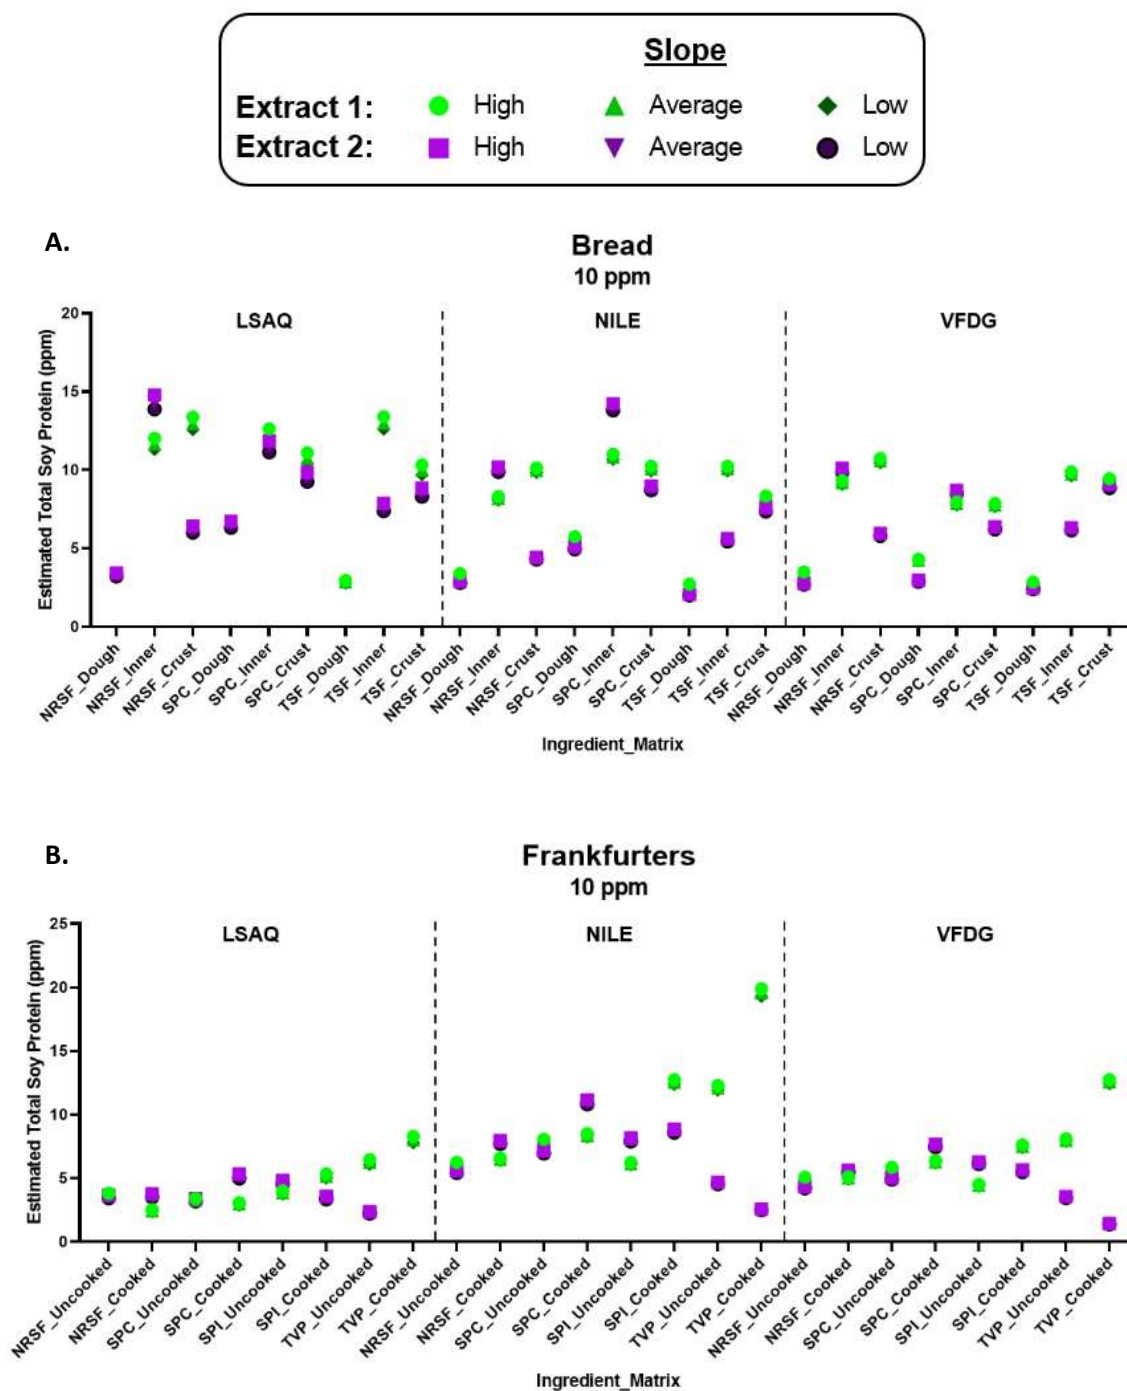 Slope
Extract 1: High Average Low
Extract 2: High Average Low
A.
Bread
10 ppm
LSAQ NILE VFDG
Estimated Total Soy Protein (ppm)
20
15
10
5
0
NRSF_Dough
NRSF_Inner
NRSF_Crust
SPC_Dough
SPC_Inner
SPC_Crust
TSF_Dough
TSF_Inner
TSF_Crust
NRSF_Dough
NRSF_Inner
NRSF_Crust
SPC_Dough
SPC_Inner
SPC_Crust
TSF_Dough
TSF_Inner
TSF_Crust
NRSF_Dough
NRSF_Inner
NRSF_Crust
SPC_Dough
SPC_Inner
SPC_Crust
TSF_Dough
TSF_Inner
TSF_Crust
Ingredient_Matrix
B.
Frankfurters
10 ppm
LSAQ NILE VFDG
Estimated Total Soy Protein (ppm)
25
20
15
10
5
0
NRSF_Uncooked
NRSF_Cooked
SPC_Uncooked
SPC_Cooked
SPI_Uncooked
SPI_Cooked
TVP_Uncooked
TVP_Cooked
NRSF_Uncooked
NRSF_Cooked
SPC_Uncooked
SPC_Cooked
SPI_Uncooked
SPI_Cooked
TVP_Uncooked
TVP_Cooked
NRSF_Uncooked
NRSF_Cooked
SPC_Uncooked
SPC_Cooked
SPI_Uncooked
SPI_Cooked
TVP_Uncooked
TVP_Cooked
Ingredient_Matrix